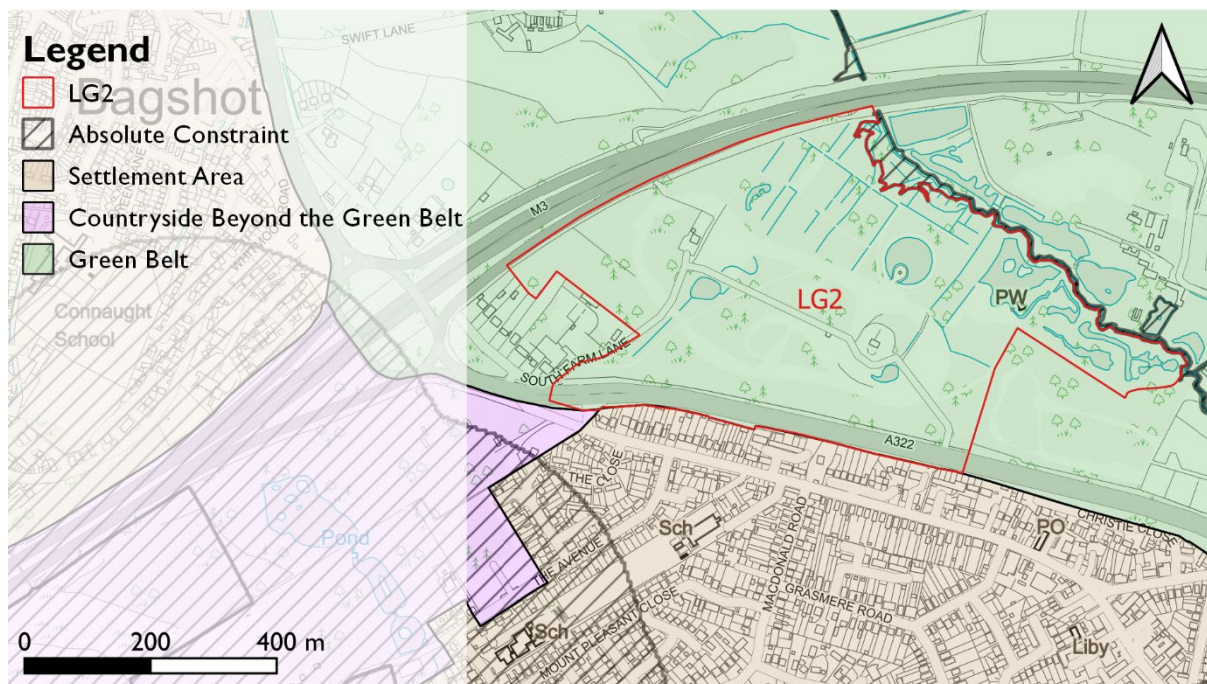 Legend
LG2
Absolute Constraint
Settlement Area
Countryside Beyond the Green Belt
Green Belt
SWIFT LANE
Bagshot
M3
Connaught
School
LG2
PW
SOUTH FARM LANE
A322
THE CLOSE
Sch
PO
CHRISTIE CLOSE
Pond
THE AVENUE
MACDONALD ROAD
GRASMERE ROAD
Sch
MOUNT PLEASANT CLOSE
Liby
0 200 400 m